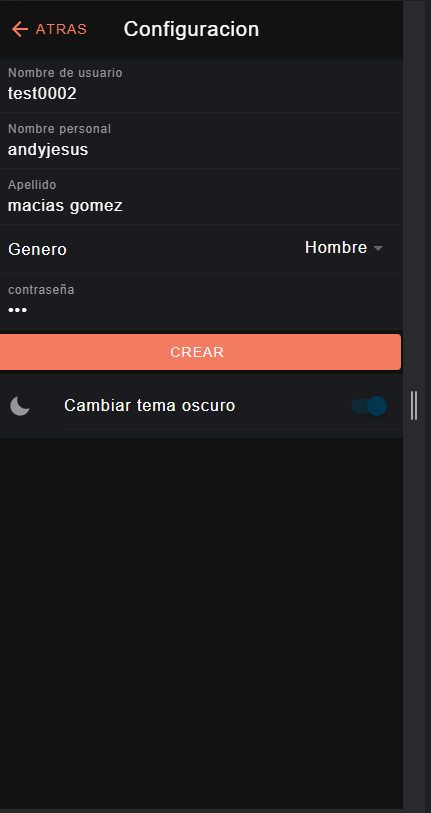 ATRAS Configuracion
Nombre de usuario
test0002
Nombre personal
andyjesus
Apellido
macias gomez
Genero Hombre
contraseña
•••
CREAR
Cambiar tema oscuro